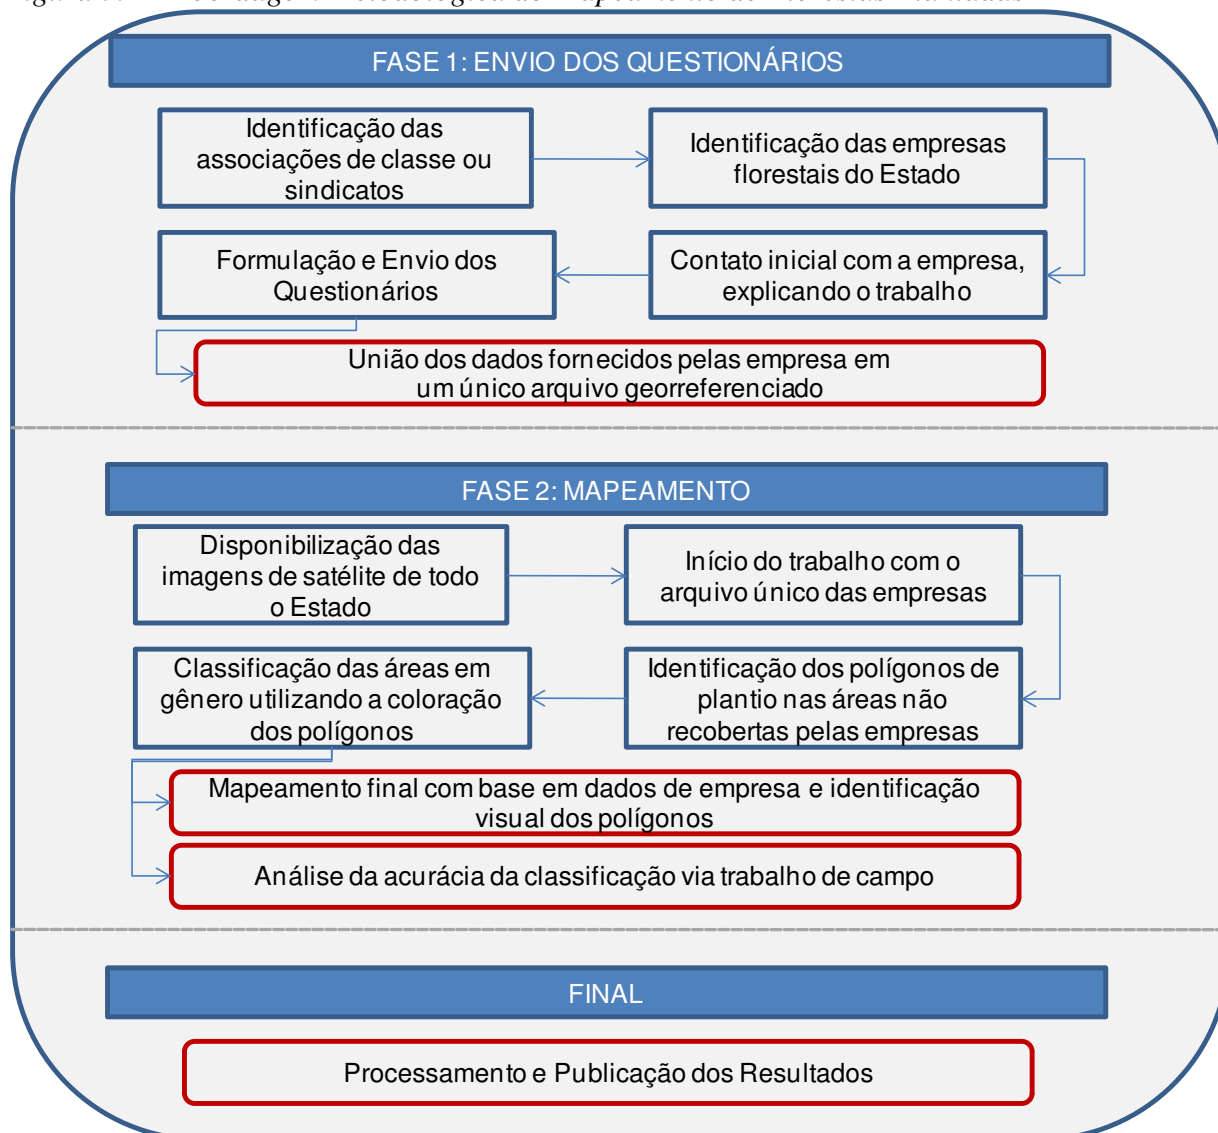 FASE 1: ENVIO DOS QUESTIONÁRIOS
Identificação das
associações de classe ou
sindicatos
Identificação das empresas
florestais do Estado
Formulação e Envio dos
Questionários
Contato inicial com a empresa,
explicando o trabalho
União dos dados fornecidos pelas empresa em
um único arquivo georreferenciado
FASE 2: MAPEAMENTO
Disponibilização das
imagens de satélite de todo
o Estado
Início do trabalho com o
arquivo único das empresas
Classificação das áreas em
gênero utilizando a coloração
dos polígonos
Identificação dos polígonos de
plantio nas áreas não
recobertas pelas empresas
Mapeamento final com base em dados de empresa e identificação
visual dos polígonos
Análise da acurácia da classificação via trabalho de campo
FINAL
Processamento e Publicação dos Resultados